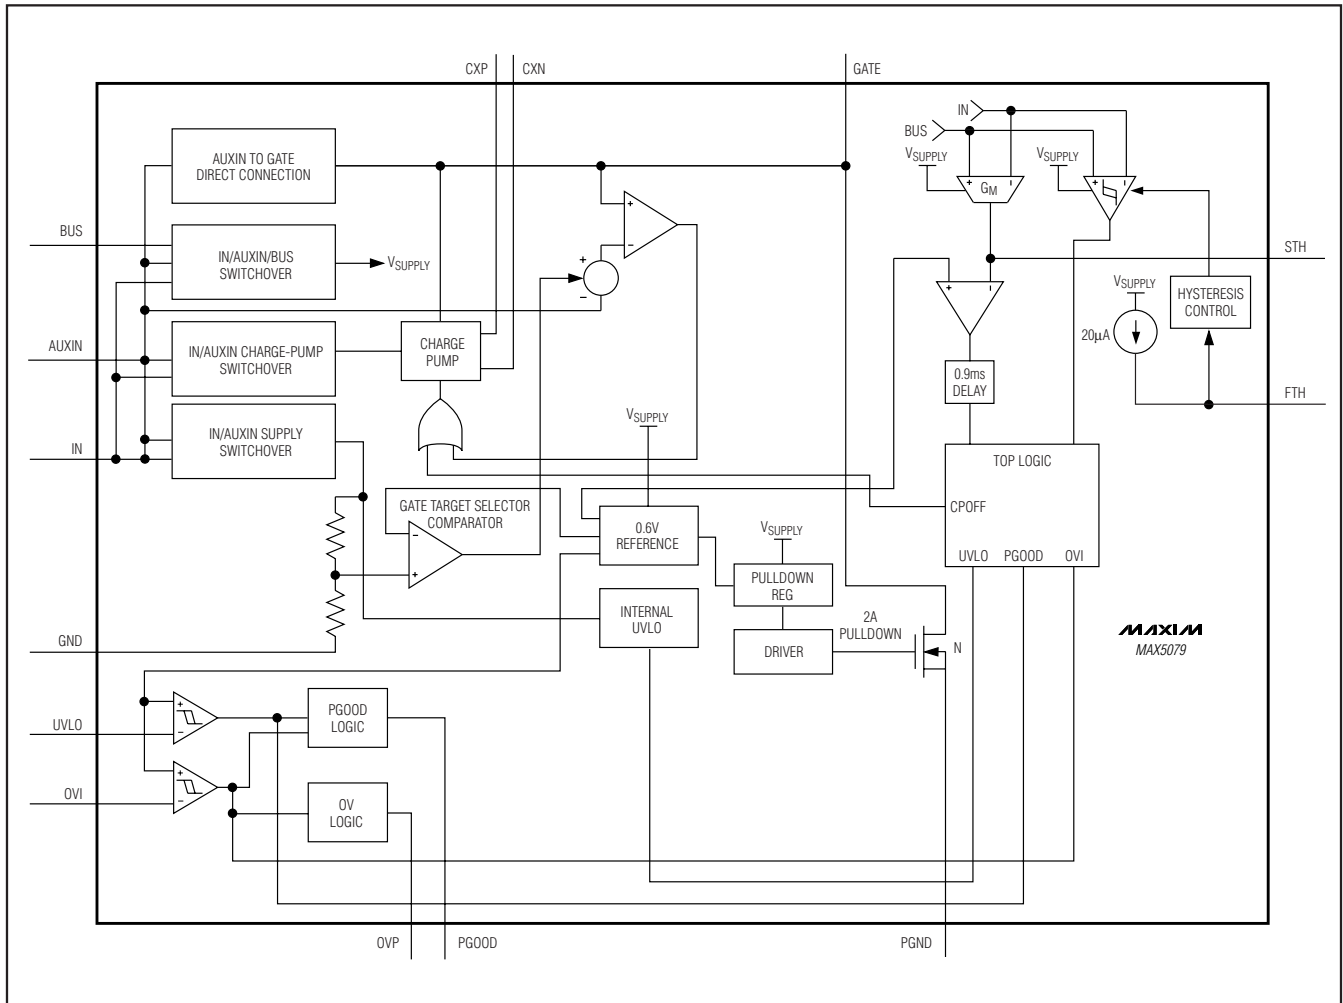 CXP
CXN
GATE
IN
BUS
VSUPPLY
VSUPPLY
AUXIN TO GATE
DIRECT CONNECTION
+
-
GM
+
-
+
-
BUS
IN/AUXIN/BUS
SWITCHOVER
VSUPPLY
+
-
STH
+
-
VSUPPLY
20µA
HYSTERESIS
CONTROL
AUXIN
IN/AUXIN CHARGE-PUMP
SWITCHOVER
CHARGE
PUMP
0.9ms
DELAY
FTH
IN
IN/AUXIN SUPPLY
SWITCHOVER
VSUPPLY
TOP LOGIC
CPOFF
UVLO PGOOD OVI
GATE TARGET SELECTOR
COMPARATOR
-
+
0.6V
REFERENCE
VSUPPLY
PULLDOWN
REG
INTERNAL
UVLO
DRIVER
2A
PULLDOWN
N
MAXIM
MAX5079
GND
UVLO
+
-
PGOOD
LOGIC
OVI
+
-
OV
LOGIC
OVP
PGOOD
PGND